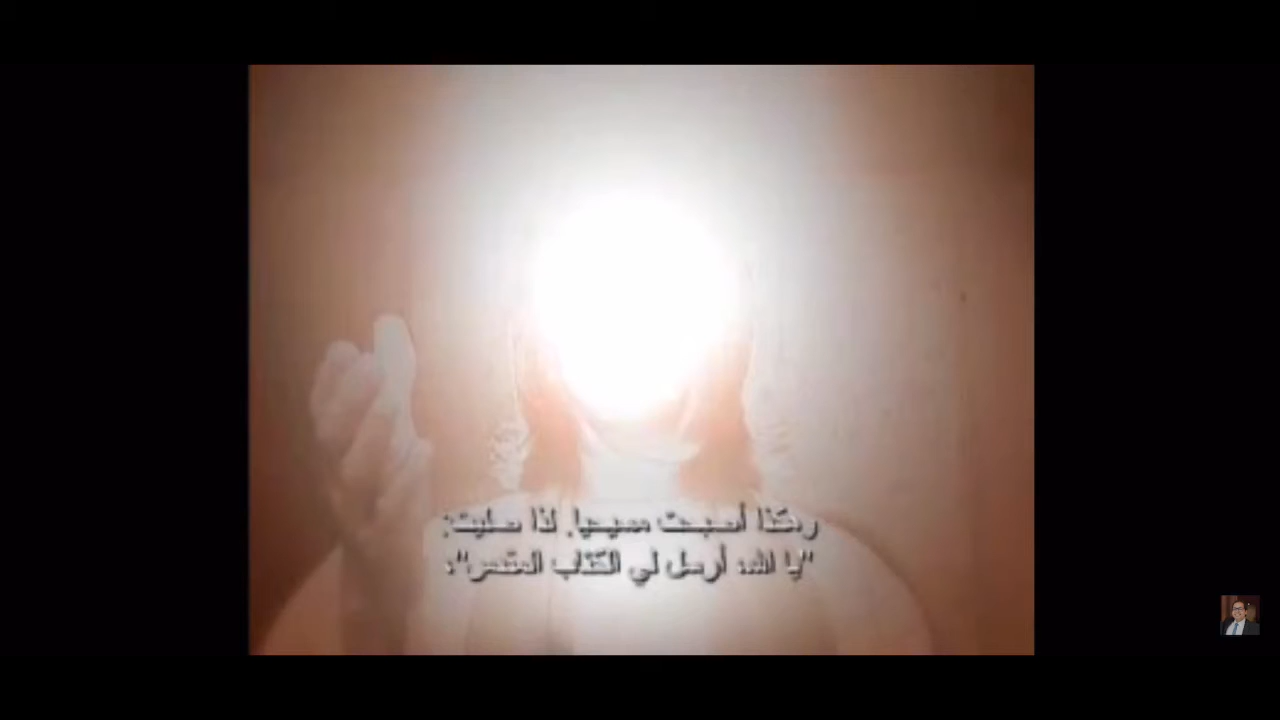 وهكذا أصبحت مسيحيا. لذا صليت:
"يا الله، أرسل لي الكتاب المقدس"،